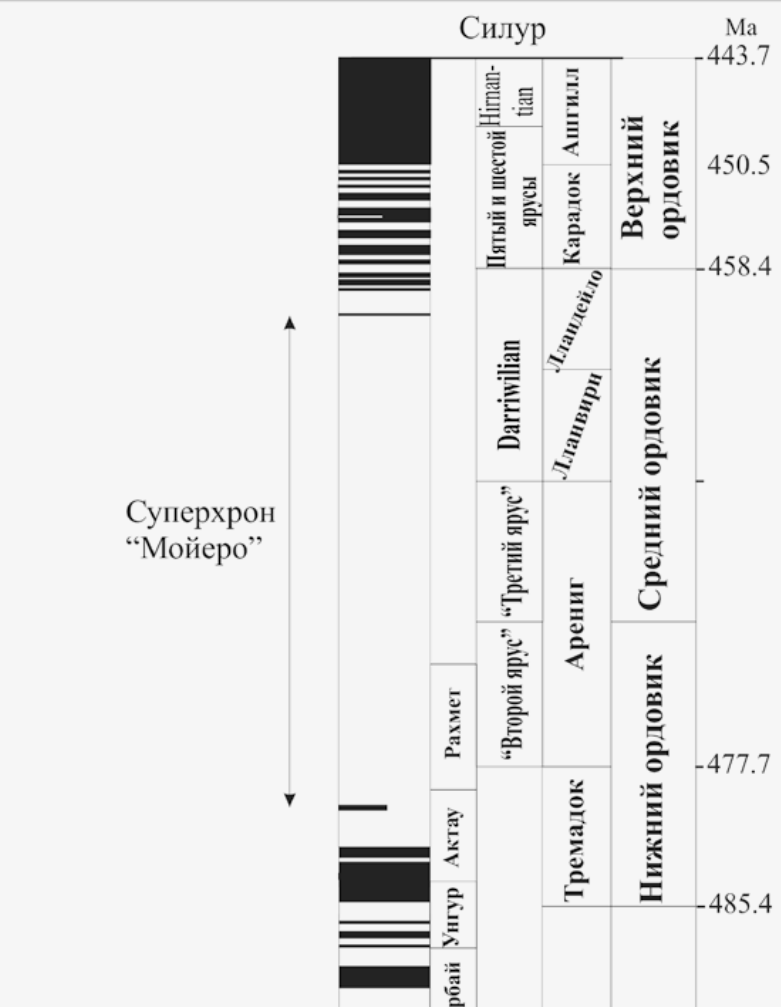 Силур
Ma
443.7
450.5
458.4
477.7
485.4
Hirnan-
tian
Пятый и шестой
ярусы
Darriwilian
“Третий ярус”
“Второй ярус”
Ашгилл
Карадок
Лландейло
Лланвирн
Арениг
Тремадок
Верхний
ордовик
Средний ордовик
Нижний ордовик
Суперхрон
“Мойеро”
Рахмет
Актау
Унгур
рбай